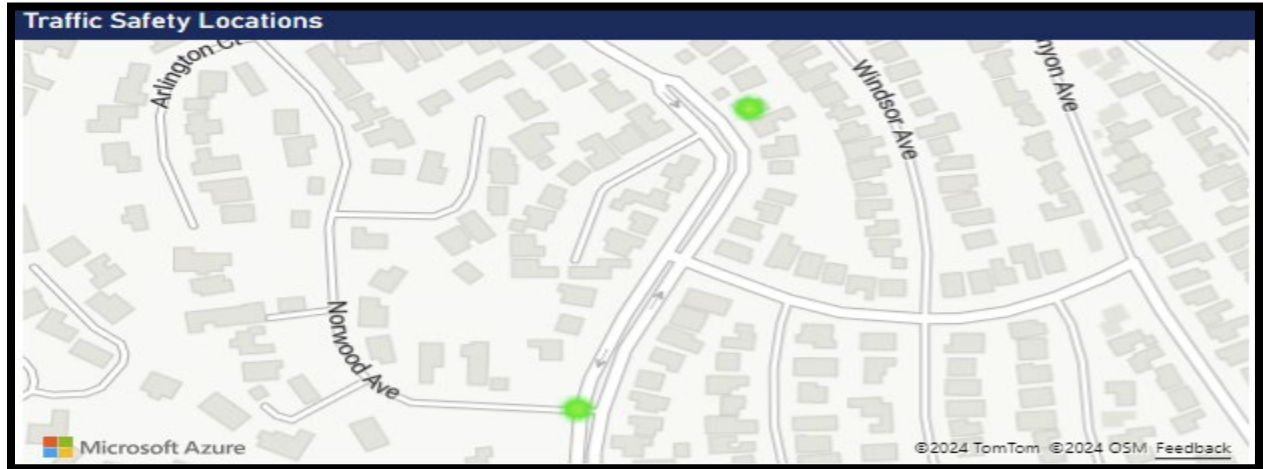 Traffic Safety Locations
Arlington Ct
Windsor Ave
nyon Ave
Norwood Ave
Microsoft Azure
©2024 TomTom ©2024 OSM Feedback